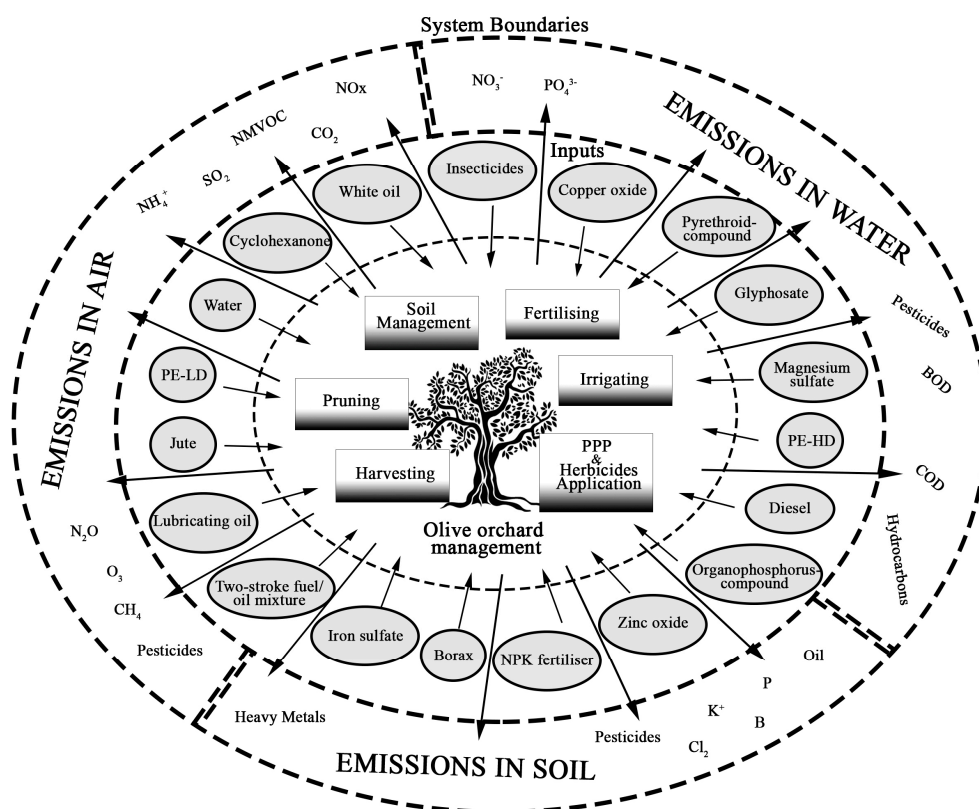 System Boundaries
EMISSIONS IN AIR
NOx
NMVOC
CO₂
SO₂
NH₄⁺
N₂O
O₃
CH₄
Pesticides
EMISSIONS IN WATER
NO₃⁻
PO₄³⁻
Pesticides
BOD
COD
Hydrocarbons
EMISSIONS IN SOIL
Heavy Metals
Pesticides
Cl₂
K⁺
B
P
Oil
Inputs
Insecticides
Copper oxide
Pyrethroid-
compound
Glyphosate
Magnesium
sulfate
PE-HD
Diesel
Organophosphorus-
compound
Zinc oxide
NPK fertiliser
Borax
Iron sulfate
Two-stroke fuel/
oil mixture
Lubricating oil
Jute
PE-LD
Water
Cyclohexanone
White oil
Soil
Management
Fertilising
Pruning
Irrigating
Harvesting
PPP
&
Herbicides
Application
Olive orchard
management